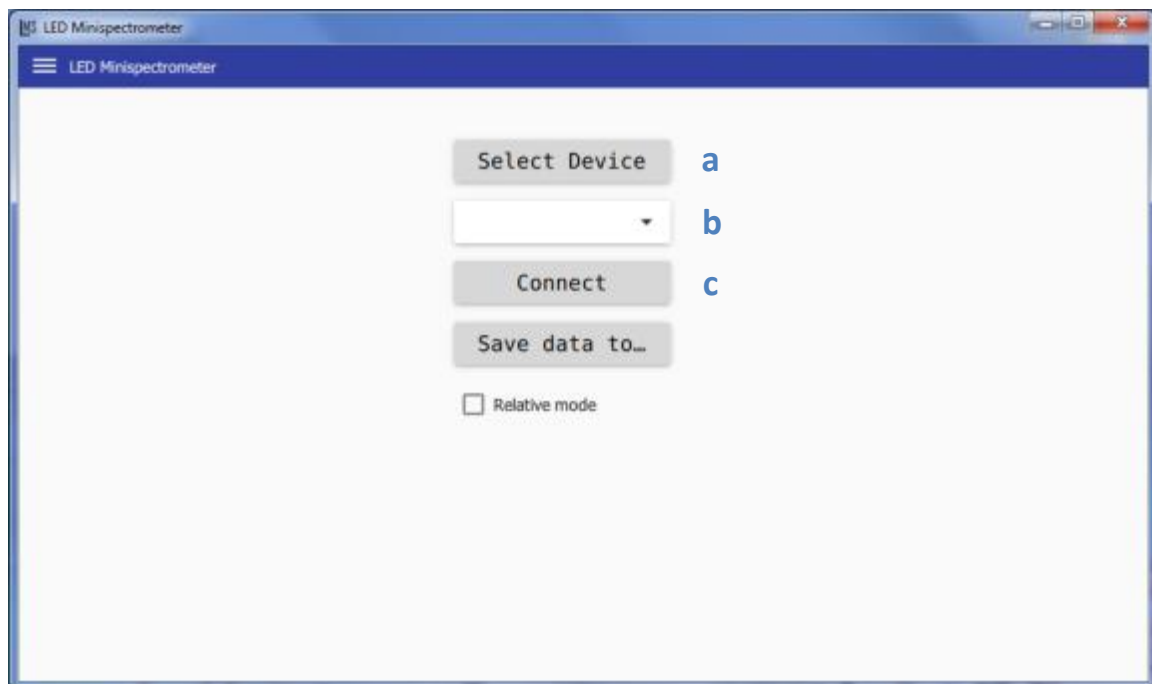 LED Minispectrometer
LED Minispectrometer
Select Device a
b
Connect c
Save data to…
Relative mode